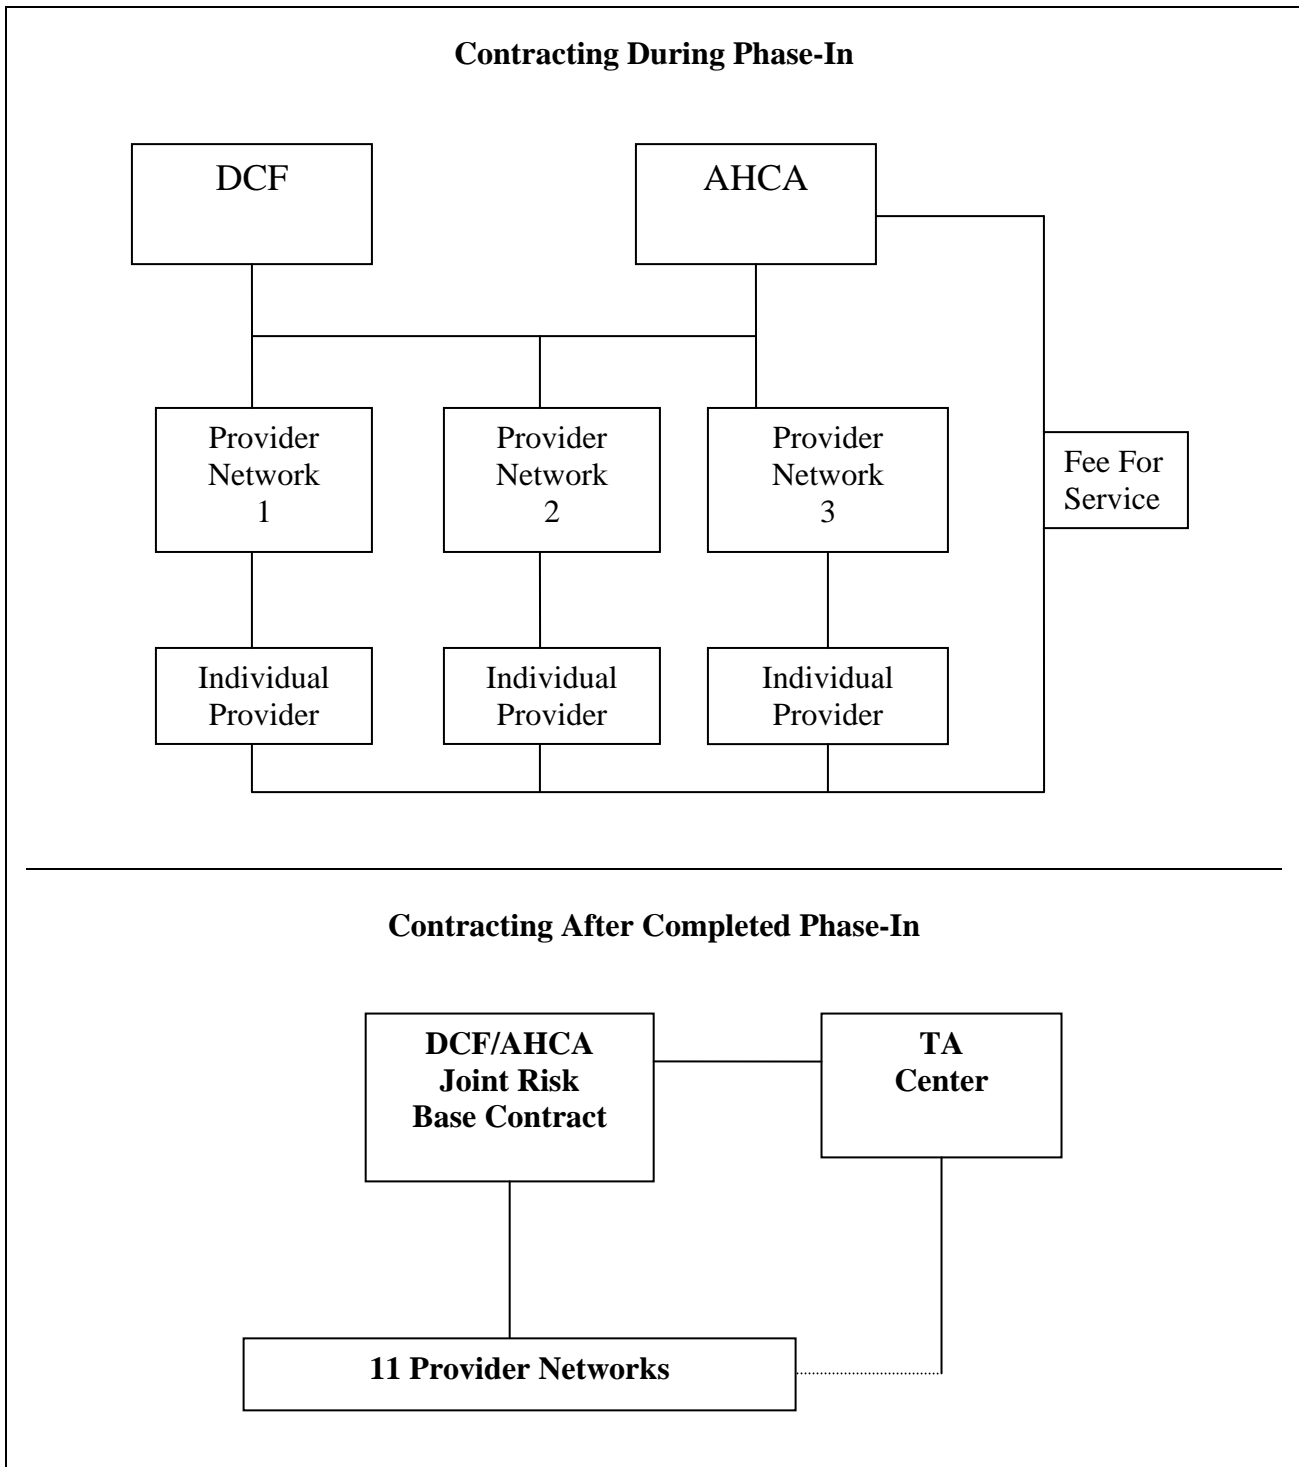 Contracting During Phase-In
DCF
AHCA
Provider
Network
1
Provider
Network
2
Provider
Network
3
Fee For
Service
Individual
Provider
Individual
Provider
Individual
Provider
Contracting After Completed Phase-In
DCF/AHCA
Joint Risk
Base Contract
TA
Center
11 Provider Networks